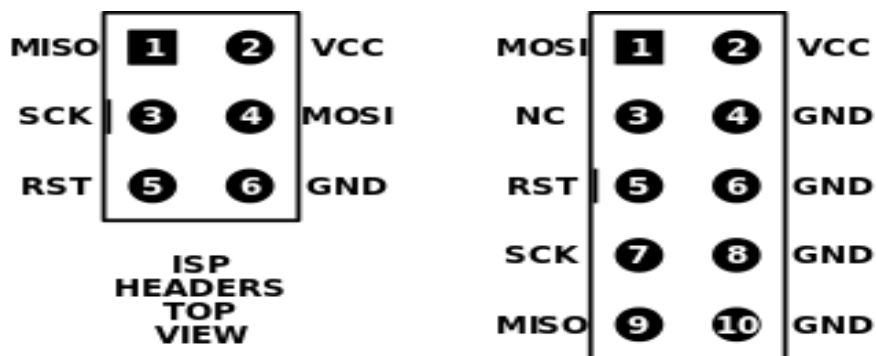 MISO 1 2 VCC
SCK 3 4 MOSI
RST 5 6 GND
ISP
HEADERS
TOP
VIEW
MOSI 1 2 VCC
NC 3 4 GND
RST 5 6 GND
SCK 7 8 GND
MISO 9 10 GND